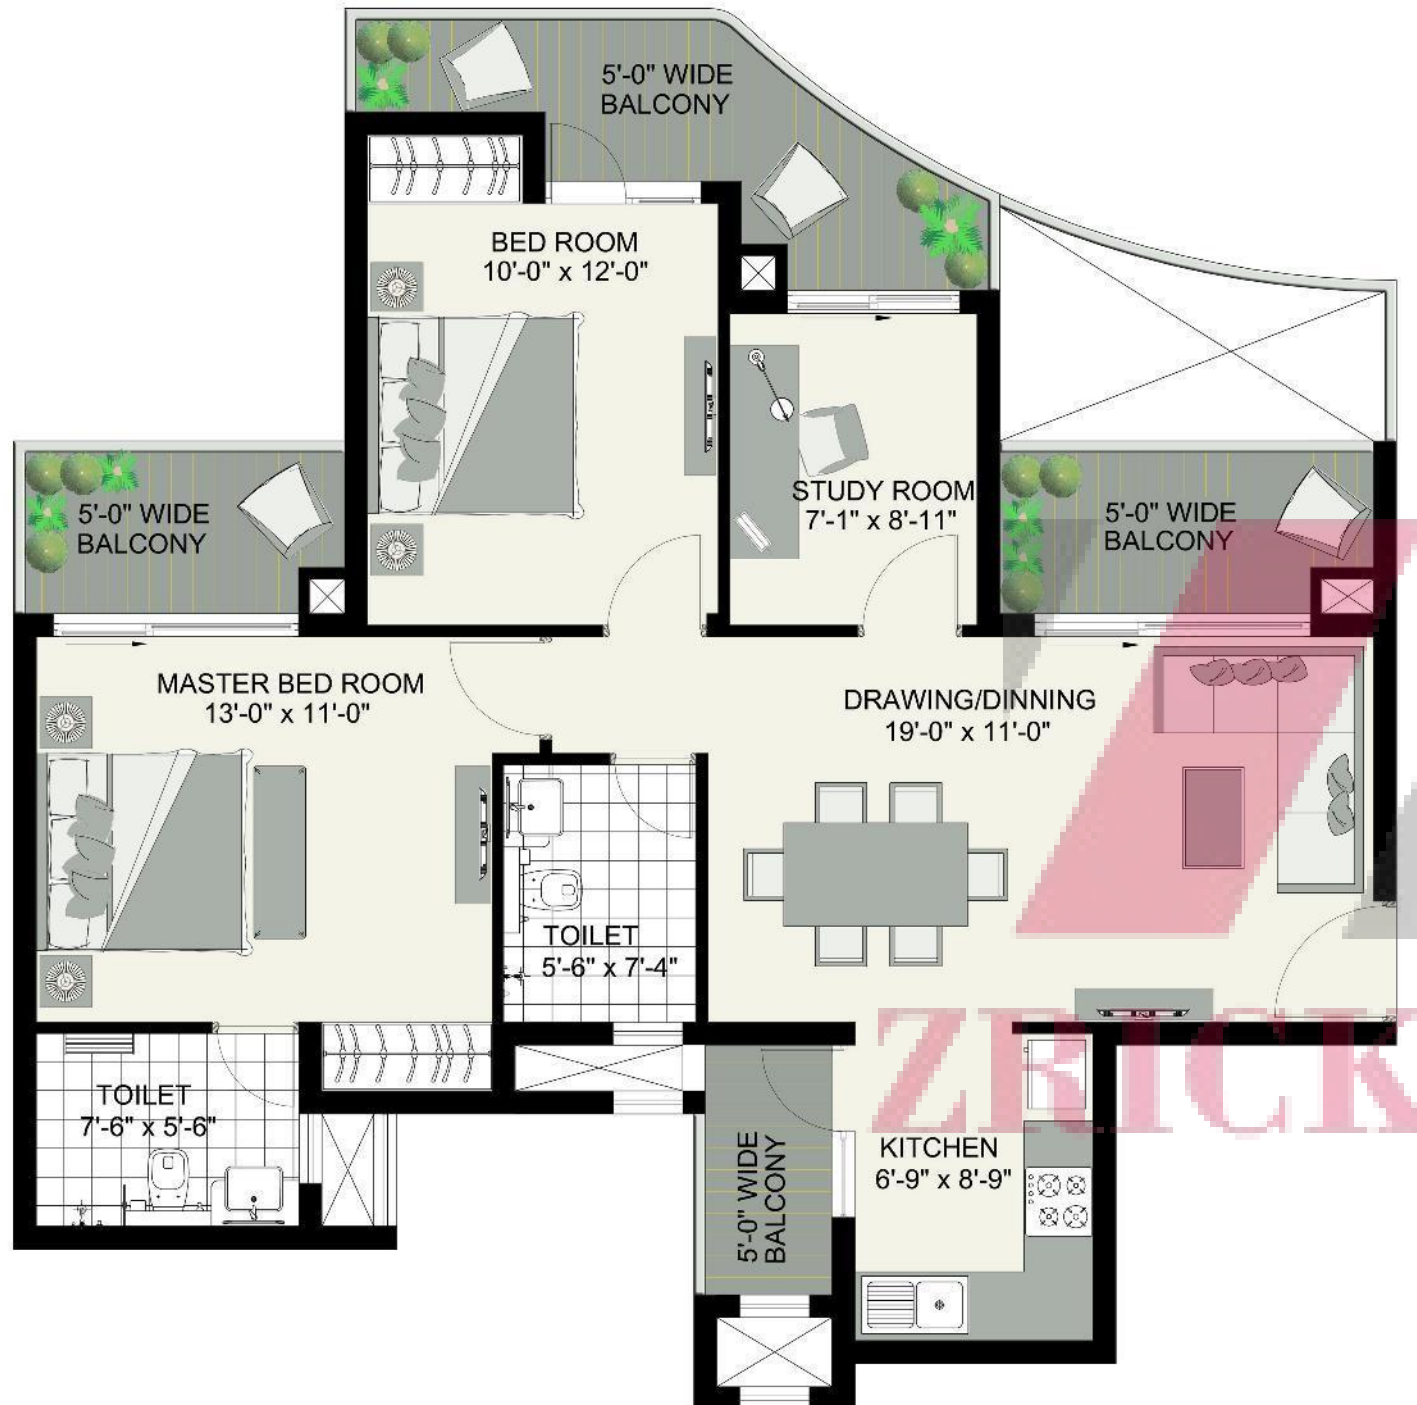 5'-0" WIDE
BALCONY
BED ROOM
10'-0" x 12'-0"
STUDY ROOM
7'-1" x 8'-11"
5'-0" WIDE
BALCONY
5'-0" WIDE
BALCONY
MASTER BED ROOM
13'-0" x 11'-0"
DRAWING/DINNING
19'-0" x 11'-0"
TOILET
5'-6" x 7'-4"
ZRICK
TOILET
7'-6" x 5'-6"
KITCHEN
6'-9" x 8'-9"
5'-0" WIDE
BALCONY